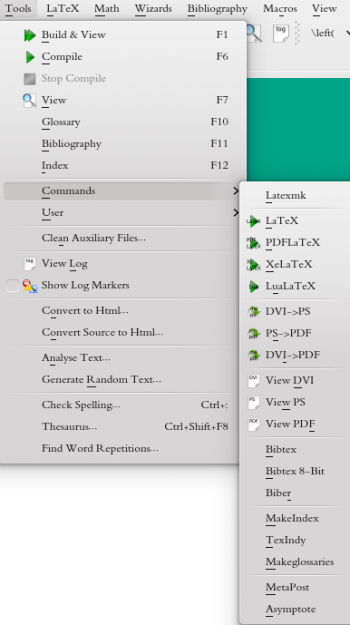 Tools LaTeX Math Wizards Bibliography Macros View
log \left(
Build & View F1
Compile F6
Stop Compile
View F7
Glossary F10
Bibliography F11
Index F12
Commands
User
Clean Auxiliary Files...
log View Log
Show Log Markers
Convert to Html...
Convert Source to Html...
Analyse Text...
Generate Random Text...
Check Spelling... Ctrl+:
Thesaurus... Ctrl+Shift+F8
Find Word Repetitions...
Latexmk
LaTeX
PDFLaTeX
XeLaTeX
LuaLaTeX
DVI->PS
PS->PDF
DVI->PDF
DVI View DVI
PS View PS
PDF View PDF
Bibtex
Bibtex 8-Bit
Biber
MakeIndex
TexIndy
Makeglossaries
MetaPost
Asymptote